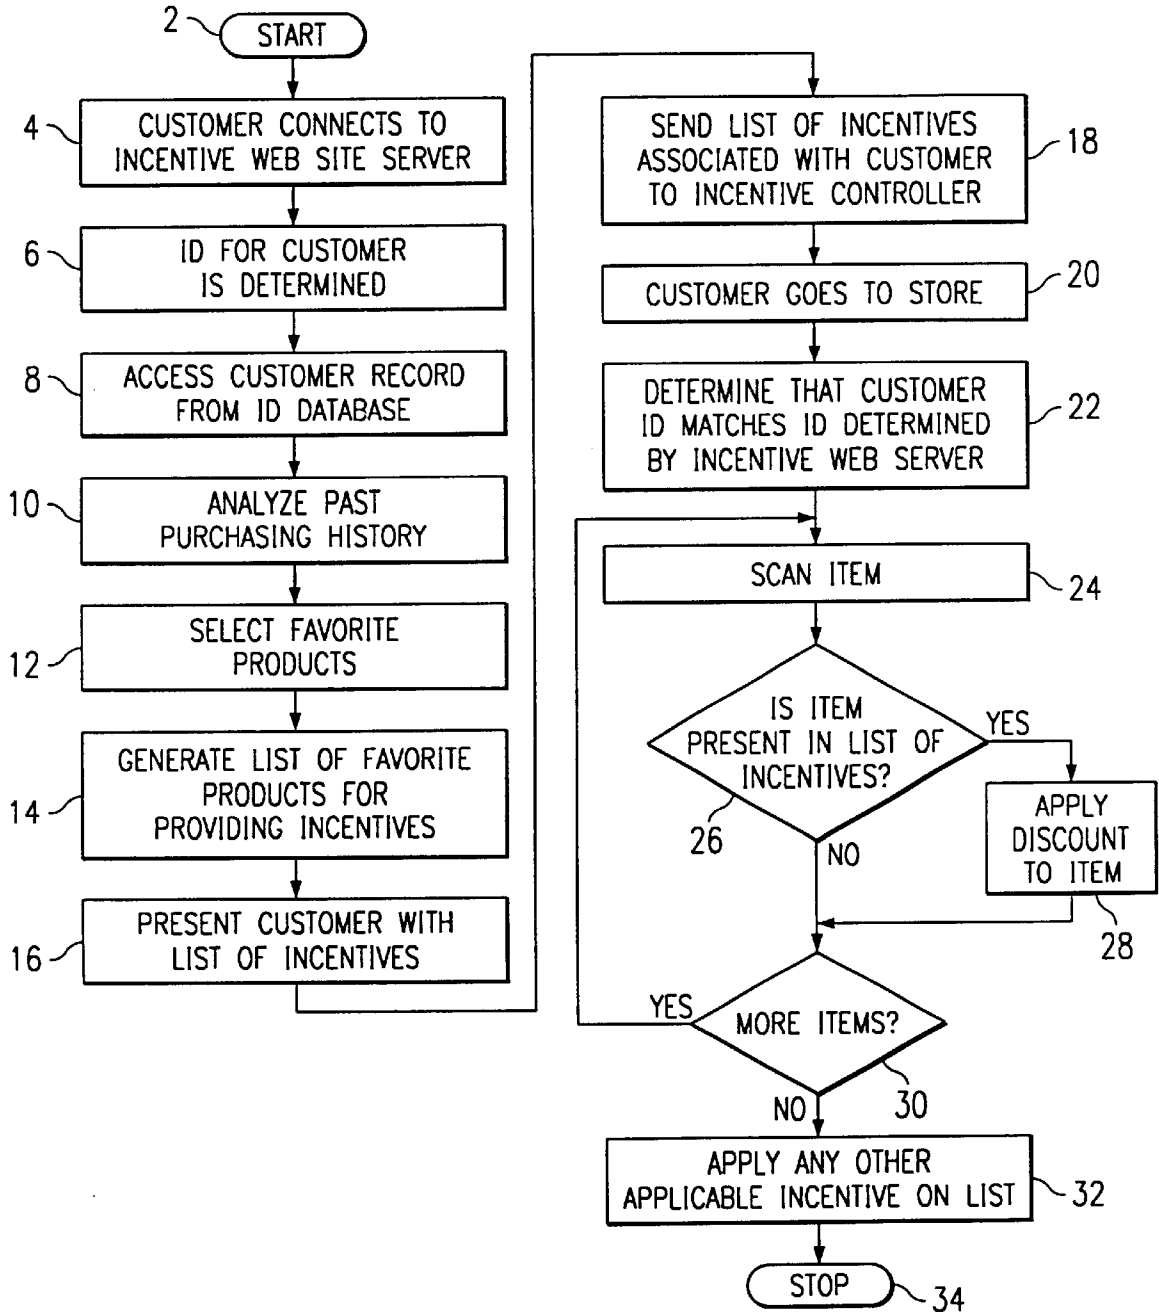 2
START
4
CUSTOMER CONNECTS TO
INCENTIVE WEB SITE SERVER
6
ID FOR CUSTOMER
IS DETERMINED
8
ACCESS CUSTOMER RECORD
FROM ID DATABASE
10
ANALYZE PAST
PURCHASING HISTORY
12
SELECT FAVORITE
PRODUCTS
14
GENERATE LIST OF FAVORITE
PRODUCTS FOR
PROVIDING INCENTIVES
16
PRESENT CUSTOMER WITH
LIST OF INCENTIVES
SEND LIST OF INCENTIVES
ASSOCIATED WITH CUSTOMER
TO INCENTIVE CONTROLLER
18
CUSTOMER GOES TO STORE
20
DETERMINE THAT CUSTOMER
ID MATCHES ID DETERMINED
BY INCENTIVE WEB SERVER
22
SCAN ITEM
24
IS ITEM
PRESENT IN LIST OF
INCENTIVES?
26
YES
NO
APPLY
DISCOUNT
TO ITEM
28
MORE ITEMS?
YES
30
NO
APPLY ANY OTHER
APPLICABLE INCENTIVE ON LIST
32
STOP
34